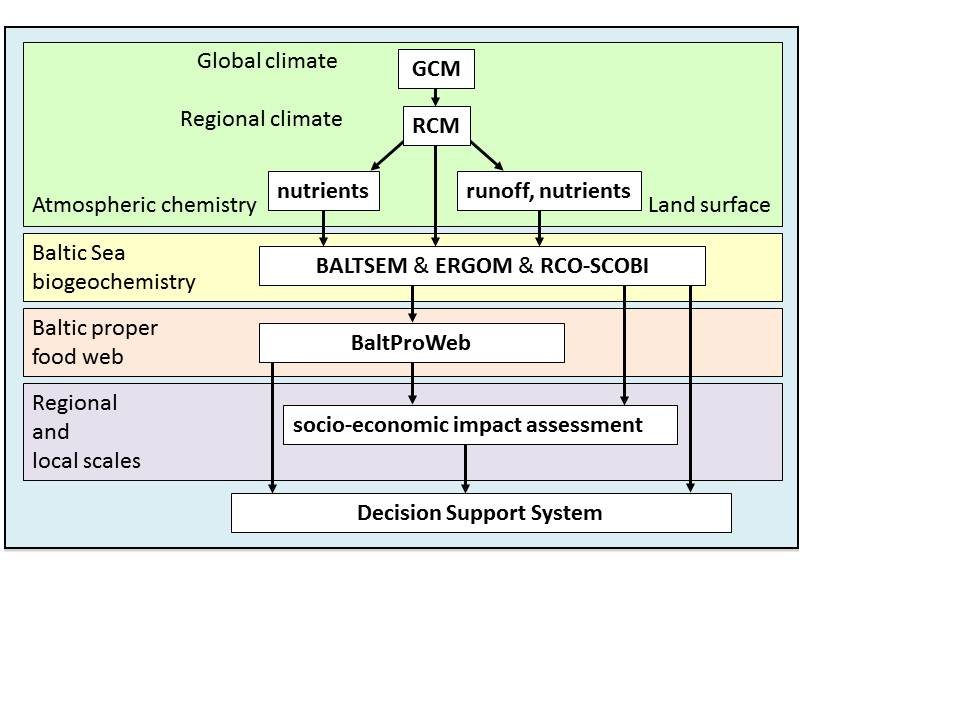 Global climate
GCM
Regional climate
RCM
nutrients
runoff, nutrients
Atmospheric chemistry
Land surface
Baltic Sea
biogeochemistry
BALTSEM & ERGOM & RCO-SCOBI
Baltic proper
food web
BaltProWeb
Regional
and
local scales
socio-economic impact assessment
Decision Support System